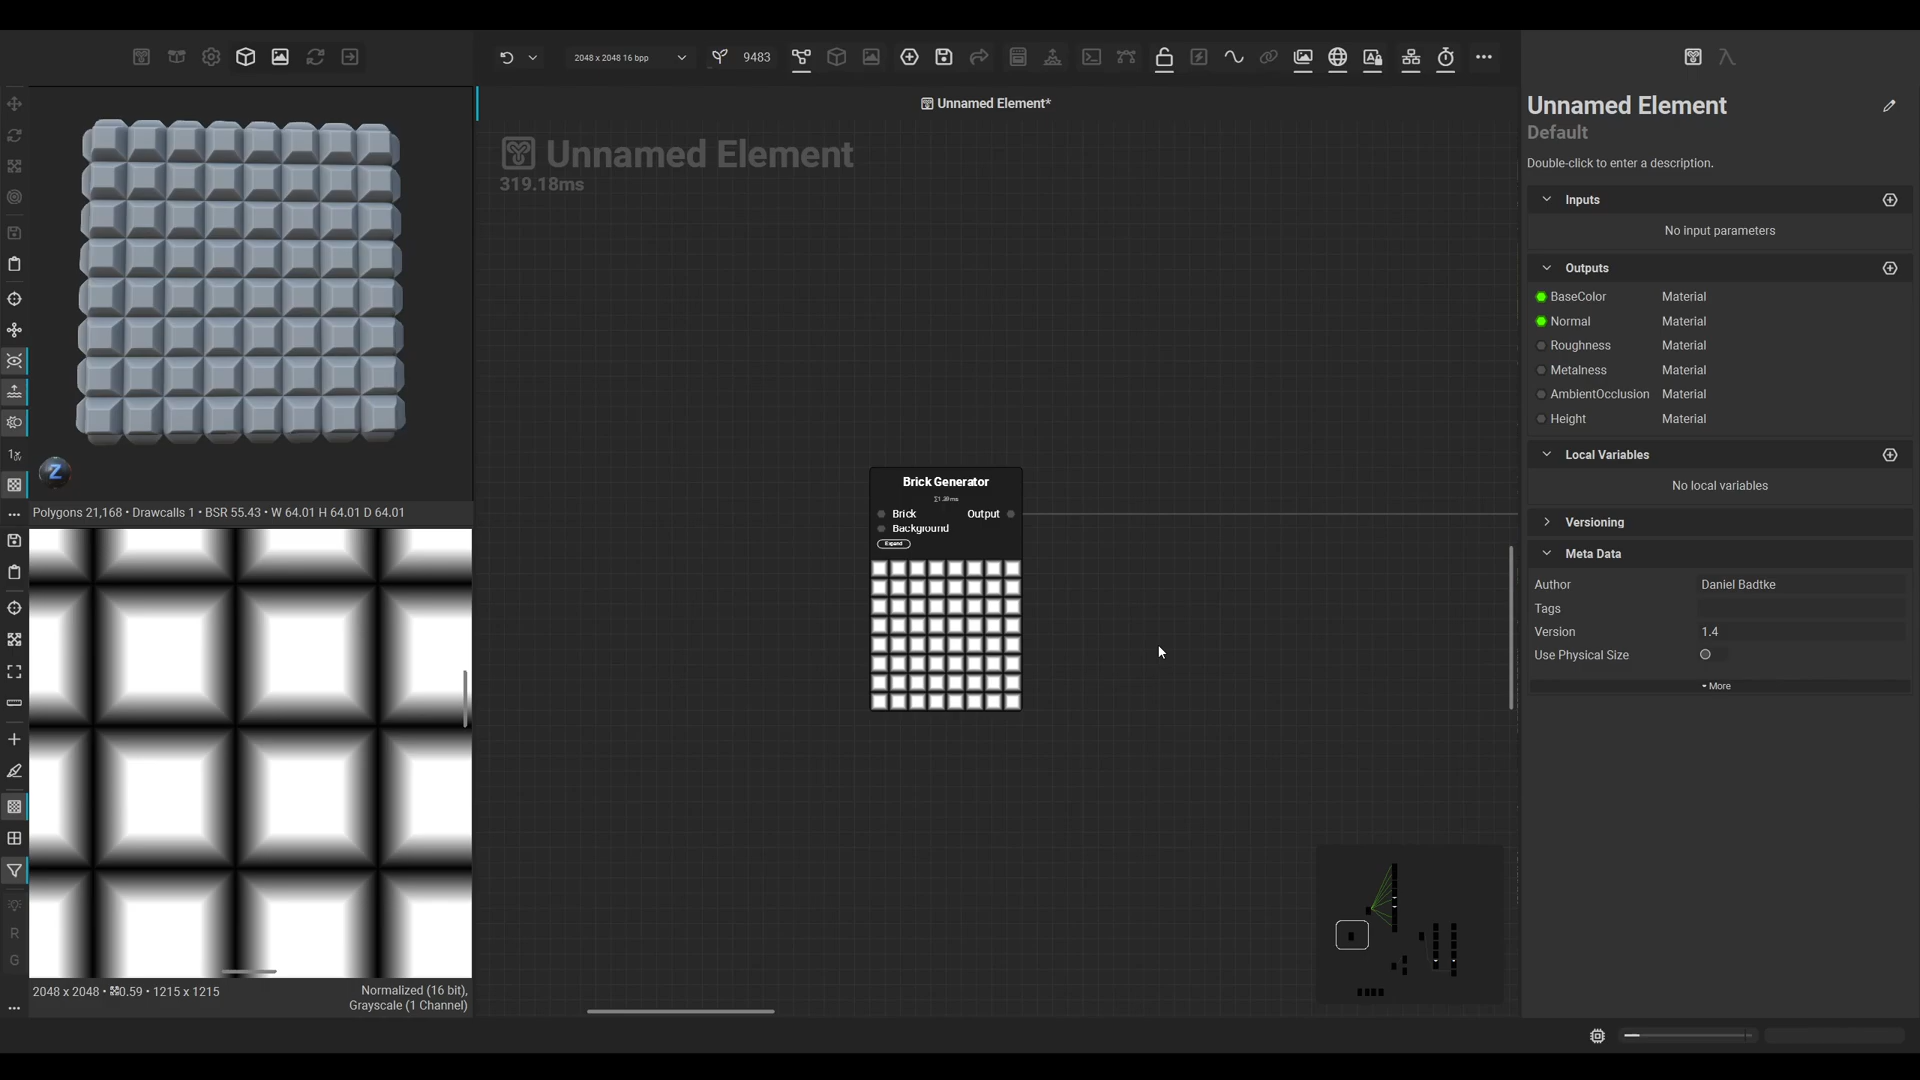 2048 x 2048 16 bpp
9483
Unnamed Element*
Unnamed Element
319.18ms
Z
Polygons 21,168 • Drawcalls 1 • BSR 55.43 • W 64.01 H 64.01 D 64.01
R
G
2048 x 2048 • 0.59 • 1215 x 1215
Normalized (16 bit),
Grayscale (1 Channel)
Brick Generator
Brick
Output
Background
Expand
Unnamed Element
Default
Double-click to enter a description.
Inputs
No input parameters
Outputs
BaseColor Material
Normal Material
Roughness Material
Metalness Material
AmbientOcclusion Material
Height Material
Local Variables
No local variables
Versioning
Meta Data
Author Daniel Badtke
Tags
Version 1.4
Use Physical Size
More